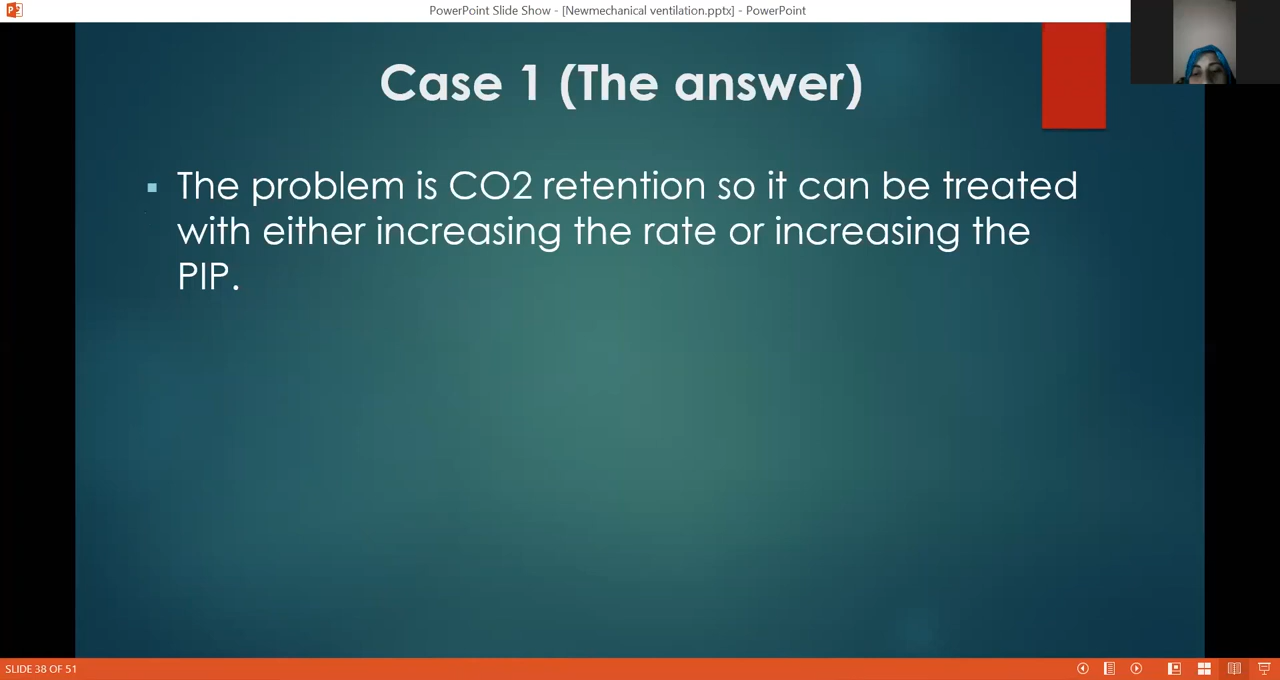 PowerPoint Slide Show - [Newmechanical ventilation.pptx] - PowerPoint
Case 1 (The answer)
The problem is CO2 retention so it can be treated
with either increasing the rate or increasing the
PIP.
SLIDE 38 OF 51